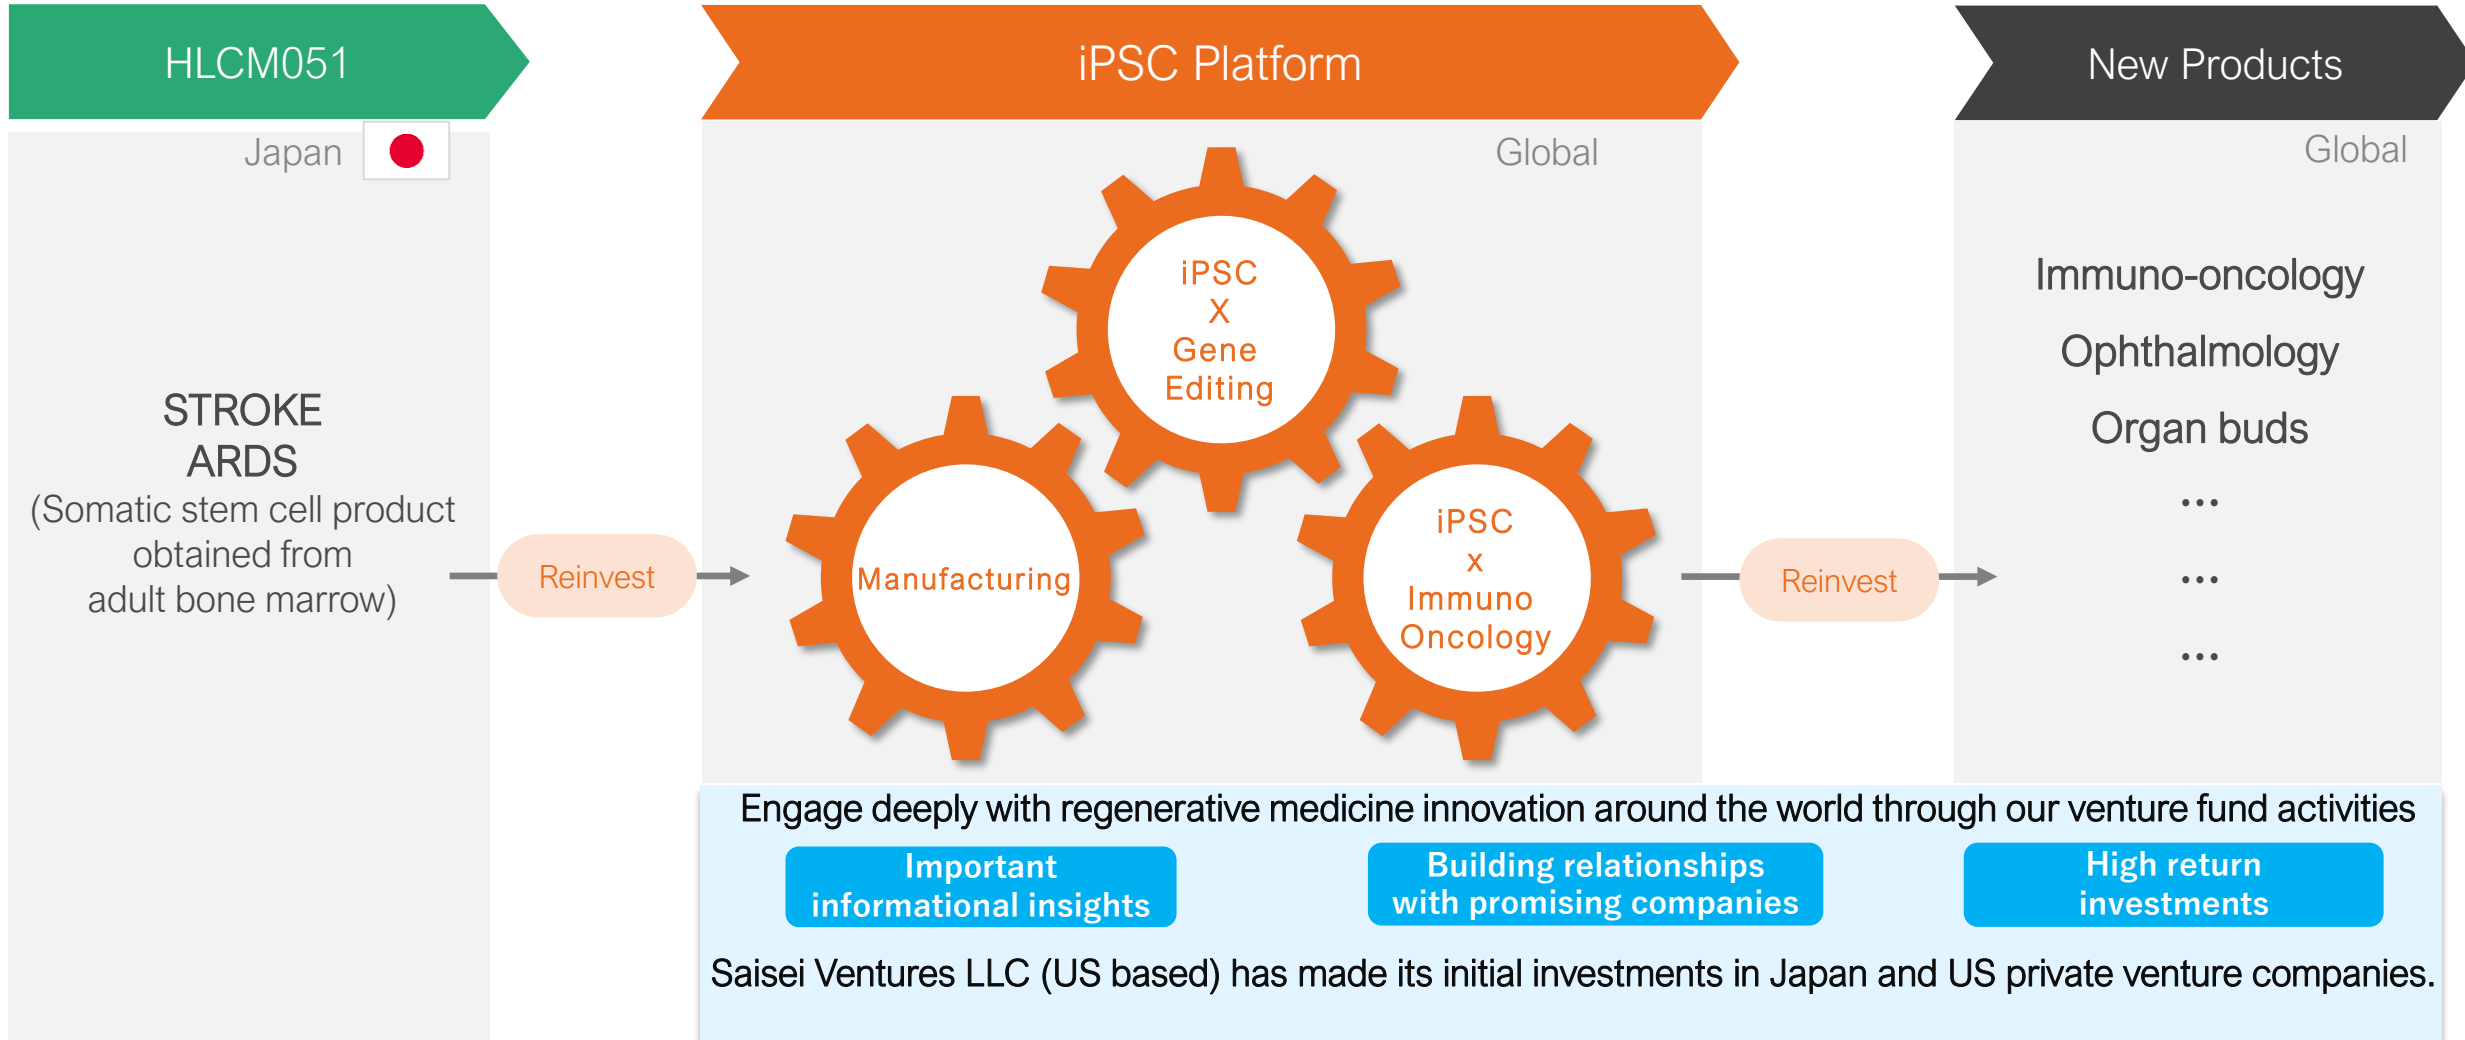 HLCM051
Japan
STROKE
ARDS
(Somatic stem cell product
obtained from
adult bone marrow)
Reinvest
iPSC Platform
Global
iPSC
X
Gene
Editing
Manufacturing
iPSC
x
Immuno
Oncology
Reinvest
New Products
Global
Immuno-oncology
Ophthalmology
Organ buds
...
...
...
Engage deeply with regenerative medicine innovation around the world through our venture fund activities
Important
informational insights
Building relationships
with promising companies
High return
investments
Saisei Ventures LLC (US based) has made its initial investments in Japan and US private venture companies.